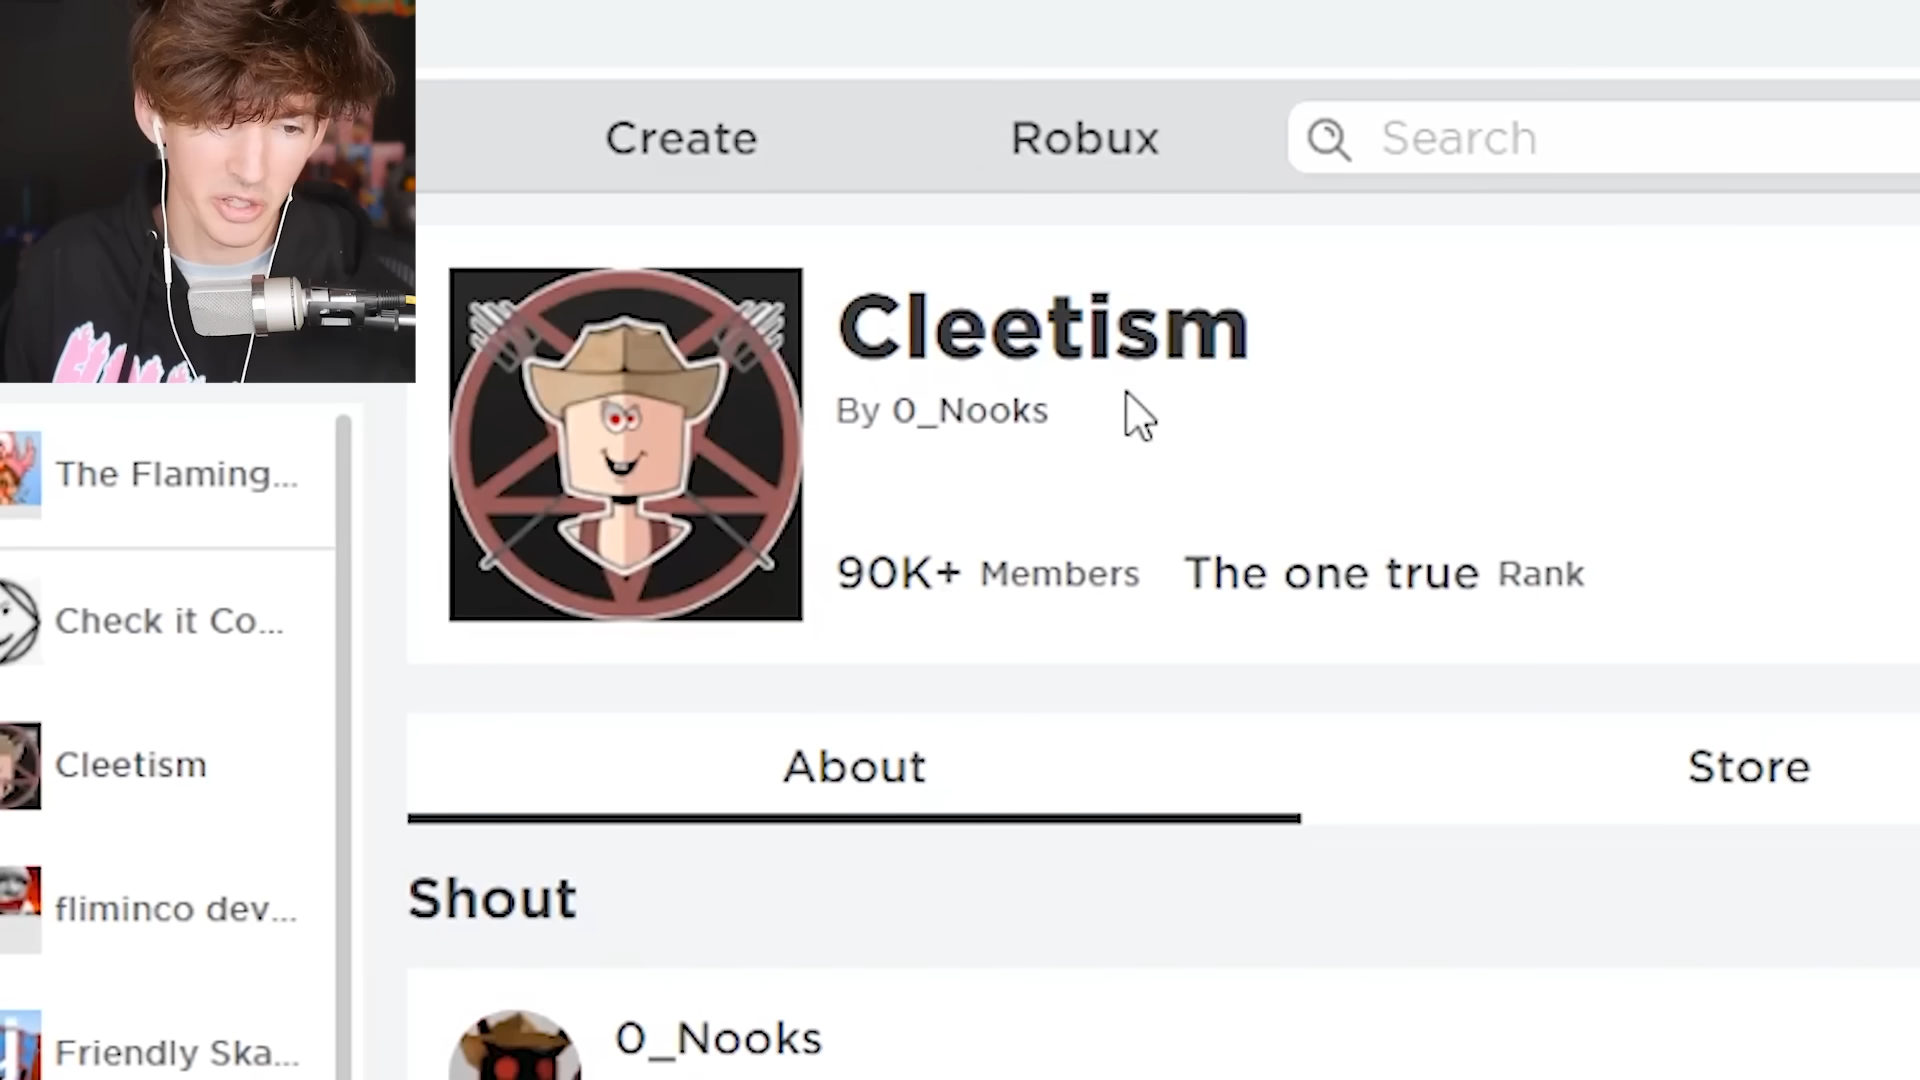 Create
Robux
Search
Cleetism
By 0_Nooks
90K+ Members
The one true Rank
The Flaming...
Check it Co...
Cleetism
fliminco dev...
Friendly Ska...
About
Store
Shout
0_Nooks